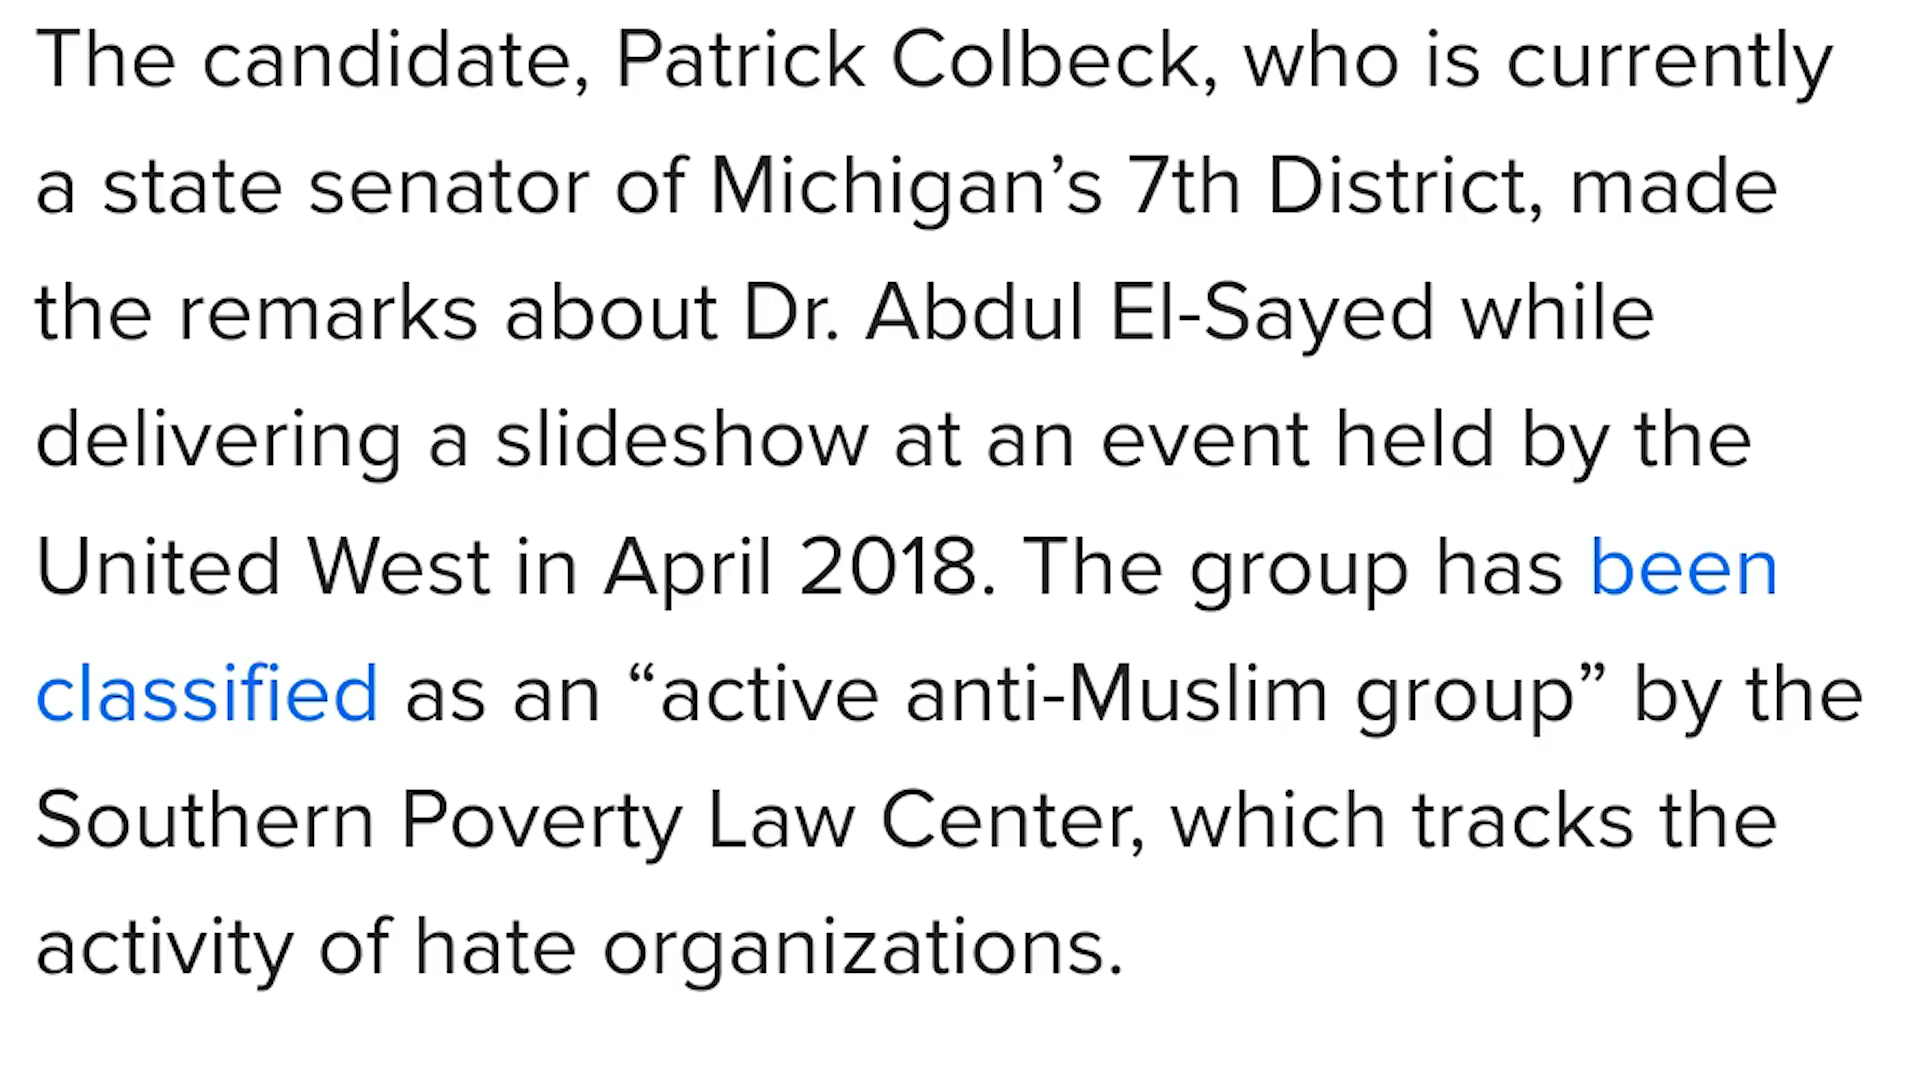 The candidate, Patrick Colbeck, who is currently
a state senator of Michigan’s 7th District, made
the remarks about Dr. Abdul El-Sayed while
delivering a slideshow at an event held by the
United West in April 2018. The group has been
classified as an “active anti-Muslim group” by the
Southern Poverty Law Center, which tracks the
activity of hate organizations.